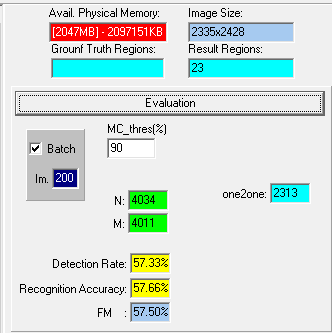 Avail. Physical Memory: Image Size:
[2047MB] - 2097151KB 2335x2428
Grounf Truth Regions: Result Regions:
23
Evaluation
MC_thres(%)
Batch 90
Im. 200
N: 4034 one2one: 2313
M: 4011
Detection Rate: 57.33%
Recognition Accuracy: 57.66%
FM : 57.50%